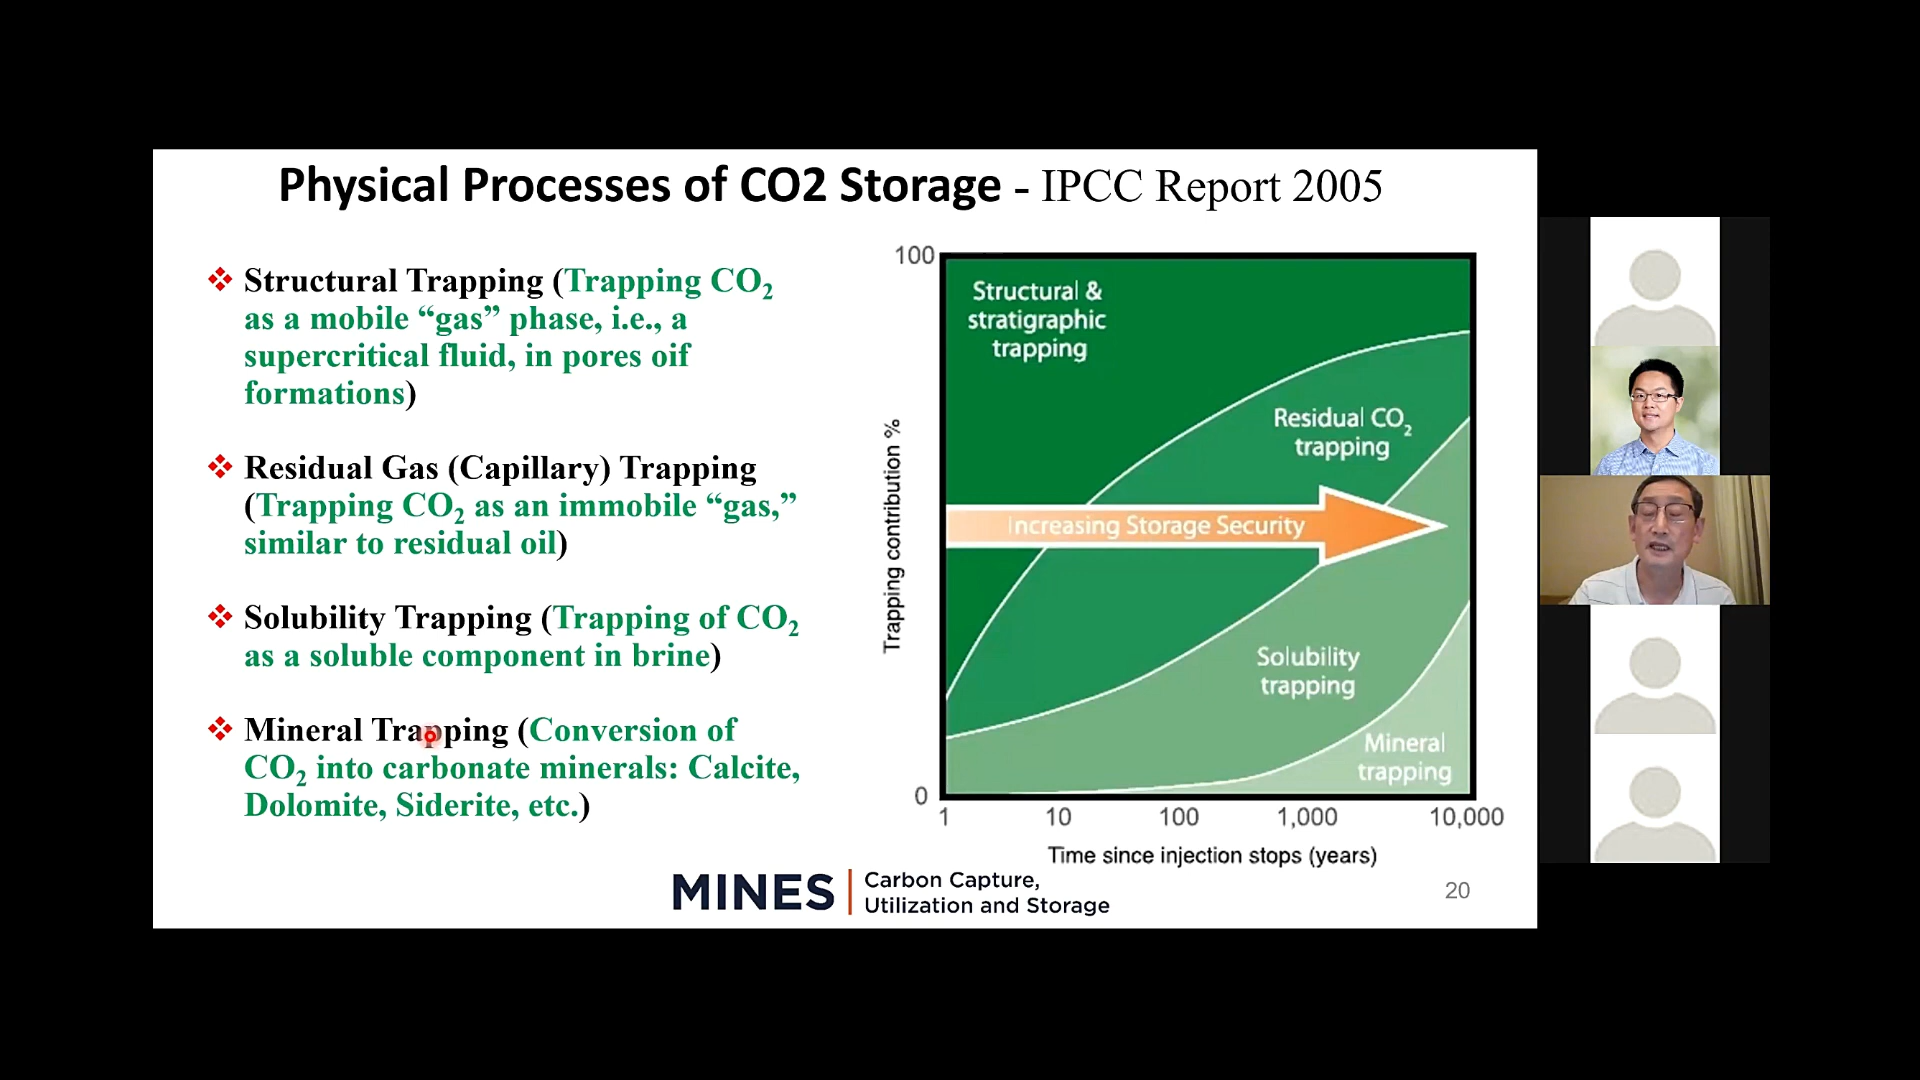 Physical Processes of CO2 Storage - IPCC Report 2005
❖ Structural Trapping (Trapping CO₂
as a mobile “gas” phase, i.e., a
supercritical fluid, in pores oif
formations)
❖ Residual Gas (Capillary) Trapping
(Trapping CO₂ as an immobile “gas,”
similar to residual oil)
❖ Solubility Trapping (Trapping of CO₂
as a soluble component in brine)
❖ Mineral Trapping (Conversion of
CO₂ into carbonate minerals: Calcite,
Dolomite, Siderite, etc.)
100
Structural &
stratigraphic
trapping
Residual CO₂
trapping
Increasing Storage Security
Solubility
trapping
Mineral
trapping
Trapping contribution %
0
1 10 100 1,000 10,000
Time since injection stops (years)
MINES
Carbon Capture,
Utilization and Storage
20